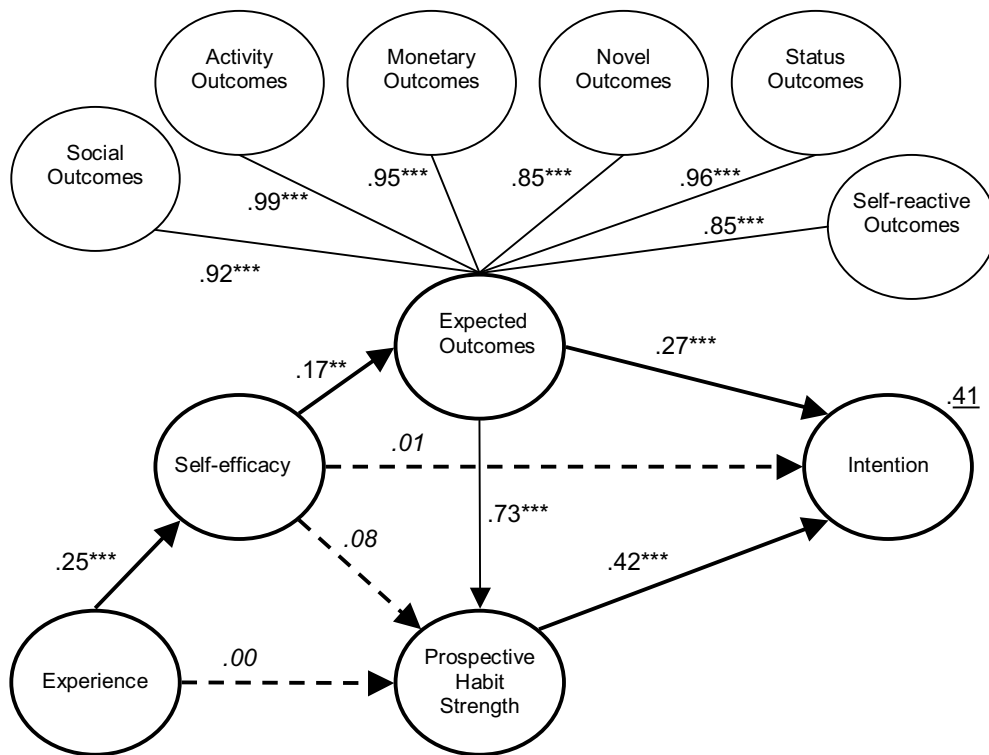 Activity
Outcomes
Monetary
Outcomes
Novel
Outcomes
Status
Outcomes
Social
Outcomes
Self-reactive
Outcomes
.99***
.95***
.85***
.96***
.85***
.92***
Expected
Outcomes
.27***
.17**
.41
Self-efficacy
.01
Intention
.73***
.08
.42***
.25***
.00
Experience
Prospective
Habit
Strength